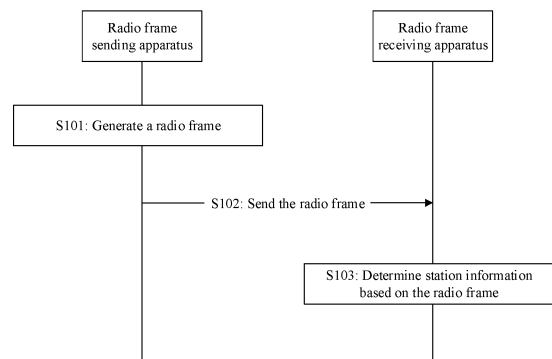 Radio frame
sending apparatus
Radio frame
receiving apparatus
S101: Generate a radio frame
S102: Send the radio frame
S103: Determine station information
based on the radio frame